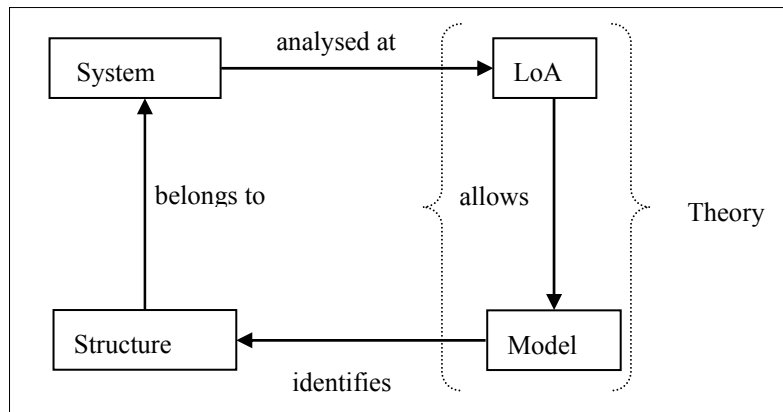 analysed at
System
LoA
belongs to
allows
Theory
Structure
Model
identifies